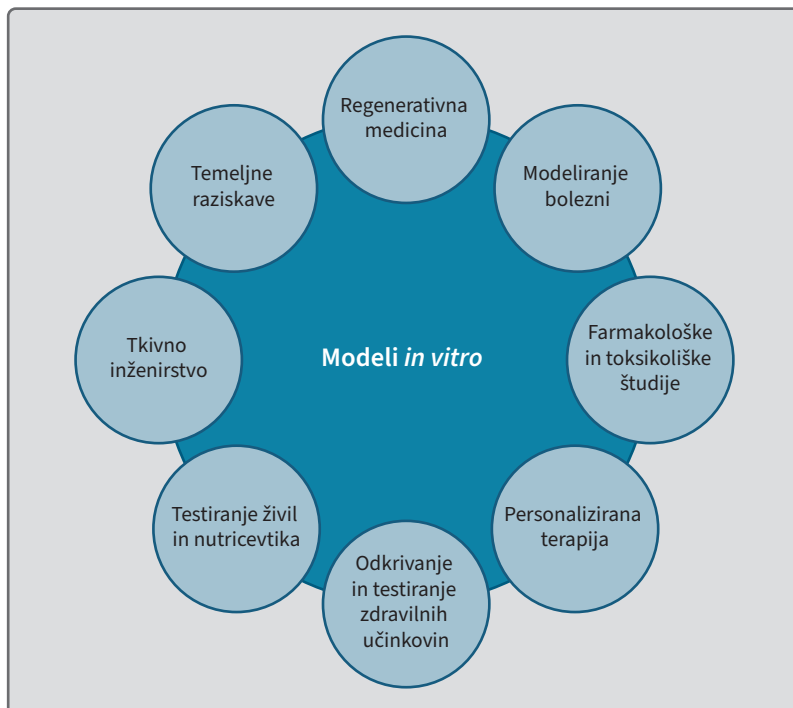 Regenerativna
medicina
Temeljne
raziskave
Modeliranje
bolezni
Tkivno
inženirstvo
Modeli in vitro
Farmakološke
in toksikoliške
študije
Testiranje živil
in nutricevtika
Personalizirana
terapija
Odkrivanje
in testiranje
zdravilnih
učinkovin